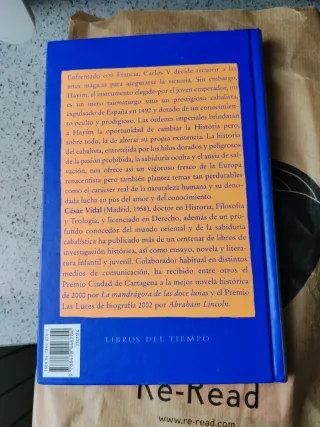 Enfrentado con Francia, Carlos V decide recurrir a las
artes mágicas para asegurarse la victoria. Sin embargo,
Hayim, el instrumento elegido por el joven emperador, no
es un mero taumaturgo sino un prestigioso cabalista,
expulsado de España en 1492 y dotado de un conocimien-
to oculto y prodigioso. Las órdenes imperiales brindarán
a Hayim la oportunidad de cambiar la Historia pero,
sobre todo, la de alterar su propia existencia. La historia
del cabalista, entretejida por los hilos dorados y peligrosos
de la pasión prohibida, la sabiduría oculta y el ansia de sal-
vación, nos ofrece así un vigoroso fresco de la Europa
renacentista pero también plantea temas tan perdurables
como el carácter real de la naturaleza humana y su deno-
dada lucha en pos del amor y del conocimiento.
César Vidal (Madrid, 1958), doctor en Historia, Filosofía
y Teología, y licenciado en Derecho, además de un pro-
fundo conocedor del mundo oriental y de la sabiduría
cabalística ha publicado más de un centenar de libros de
investigación histórica, así como ensayo, novela y litera-
tura infantil y juvenil. Colaborador habitual en distintos
medios de comunicación, ha recibido entre otros el
Premio Ciudad de Cartagena a la mejor novela histórica
de 2000 por La mandrágora de las doce lunas y el Premio
Las Luces de biografía 2002 por Abraham Lincoln.
LIBROS DEL TIEMPO
Re-Read
www.re-read.com